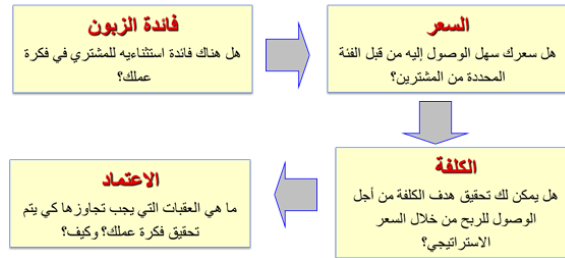 فائدة الزبون
هل هناك فائدة استثنائيه للمشتري في فكرة
عملك؟
السعر
هل سعرك سهل الوصول إليه من قبل الفئة
المحددة من المشترين؟
الكلفة
هل يمكن لك تحقيق هدف الكلفة من أجل
الوصول للربح من خلال السعر
الاستراتيجي؟
الاعتماد
ما هي العقبات التي يجب تجاوزها كي يتم
تحقيق فكرة عملك؟ وكيف؟